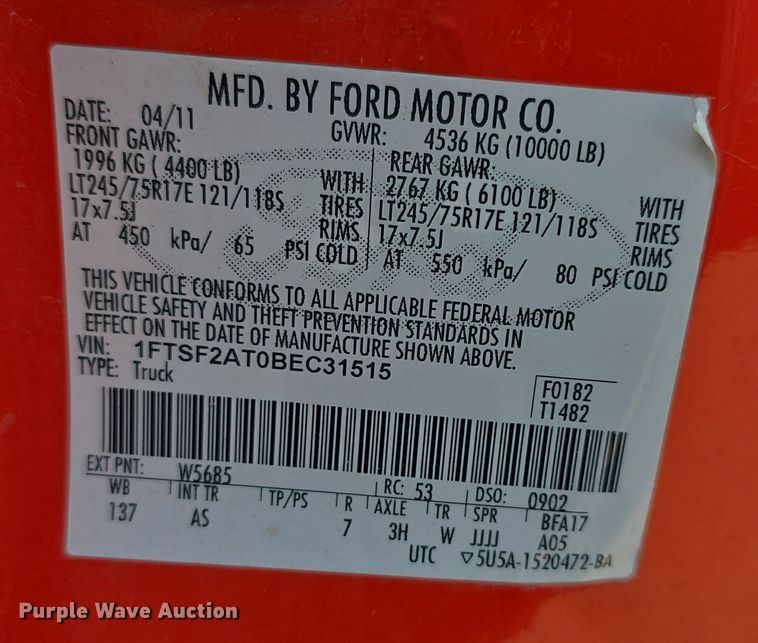 MFD. BY FORD MOTOR CO.
DATE: 04/11 GVWR: 4536 KG (10000 LB)
FRONT GAWR: REAR GAWR:
1996 KG ( 4400 LB) WITH 2767 KG ( 6100 LB) WITH
LT245/75R17E 121/118S TIRES LT245/75R17E 121/118S TIRES
17x7.5J RIMS 17x7.5J RIMS
AT 450 kPa/ 65 PSI COLD AT 550 kPa/ 80 PSI COLD
THIS VEHICLE CONFORMS TO ALL APPLICABLE FEDERAL MOTOR
VEHICLE SAFETY AND THEFT PREVENTION STANDARDS IN
EFFECT ON THE DATE OF MANUFACTURE SHOWN ABOVE.
VIN: 1FTSF2AT0BEC31515
TYPE: Truck
F0182
T1482
EXT PNT: W5685 RC: 53 DSO: 0902
WB INT TR TP/PS R AXLE TR SPR BFA17
137 AS 7 3H W JJJJ A05
UTC ▽5U5A-1520472-BA
Purple Wave Auction